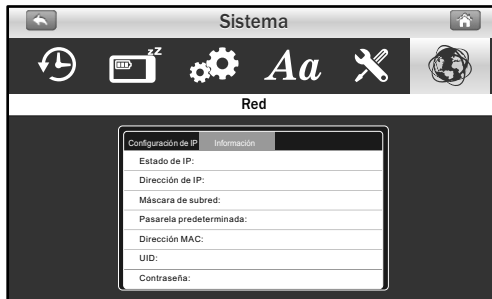 Sistema
zZ
Aa
Red
Configuración de IP Información
Estado de IP:
Dirección de IP:
Máscara de subred:
Pasarela predeterminada:
Dirección MAC:
UID:
Contraseña: